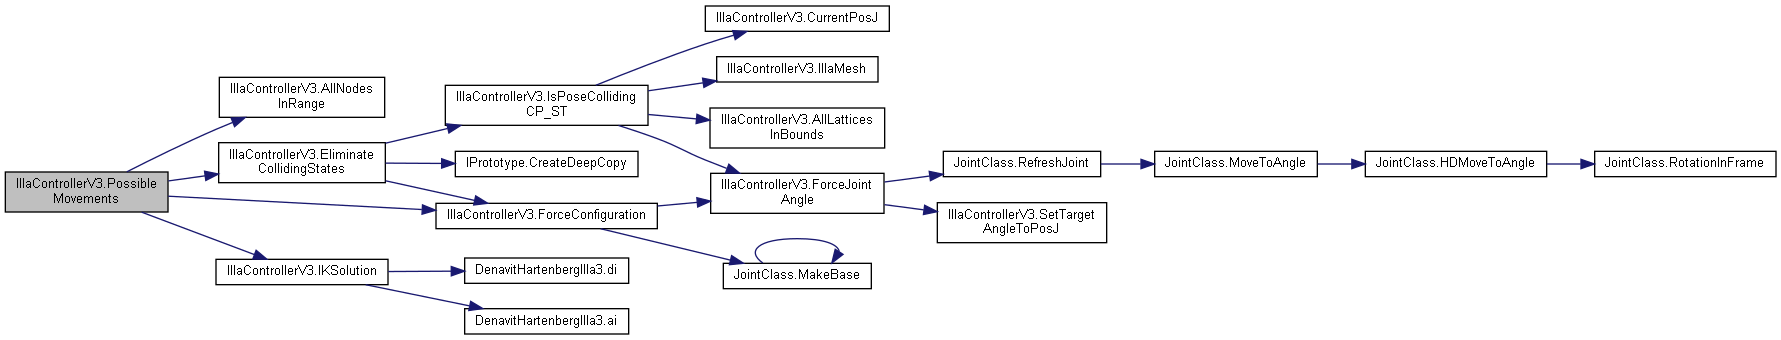 IllaControllerV3.Possible
Movements
IllaControllerV3.AllNodes
InRange
IllaControllerV3.Eliminate
CollidingStates
IllaControllerV3.IKSolution
IllaControllerV3.IsPoseColliding
CP_ST
IPrototype.CreateDeepCopy
IllaControllerV3.ForceConfiguration
DenavitHartenbergIlla3.di
DenavitHartenbergIlla3.ai
IllaControllerV3.CurrentPosJ
IllaControllerV3.IllaMesh
IllaControllerV3.AllLattices
InBounds
IllaControllerV3.ForceJoint
Angle
JointClass.MakeBase
JointClass.RefreshJoint
IllaControllerV3.SetTarget
AngleToPosJ
JointClass.MoveToAngle
JointClass.HDMoveToAngle
JointClass.RotationInFrame